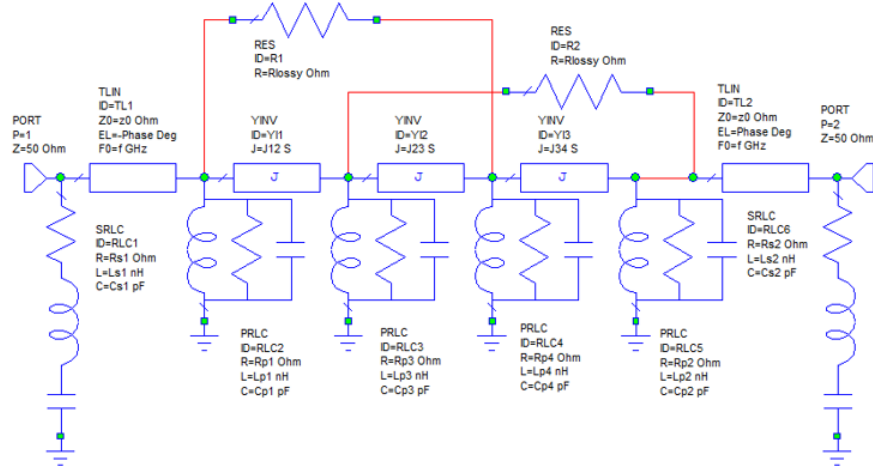 RES
ID=R1
R=Rlossy Ohm
RES
ID=R2
R=Rlossy Ohm
PORT
P=1
Z=50 Ohm
TLIN
ID=TL1
Z0=z0 Ohm
EL=-Phase Deg
F0=f GHz
YINV
ID=YI1
J=J12 S
YINV
ID=YI2
J=J23 S
YINV
ID=YI3
J=J34 S
TLIN
ID=TL2
Z0=z0 Ohm
EL=-Phase Deg
F0=f GHz
PORT
P=2
Z=50 Ohm
J
J
J
SRLC
ID=RLC1
R=Rs1 Ohm
L=Ls1 nH
C=Cs1 pF
SRLC
ID=RLC6
R=Rs2 Ohm
L=Ls2 nH
C=Cs2 pF
PRLC
ID=RLC2
R=Rp1 Ohm
L=Lp1 nH
C=Cp1 pF
PRLC
ID=RLC3
R=Rp3 Ohm
L=Lp3 nH
C=Cp3 pF
PRLC
ID=RLC4
R=Rp4 Ohm
L=Lp4 nH
C=Cp4 pF
PRLC
ID=RLC5
R=Rp2 Ohm
L=Lp2 nH
C=Cp2 pF